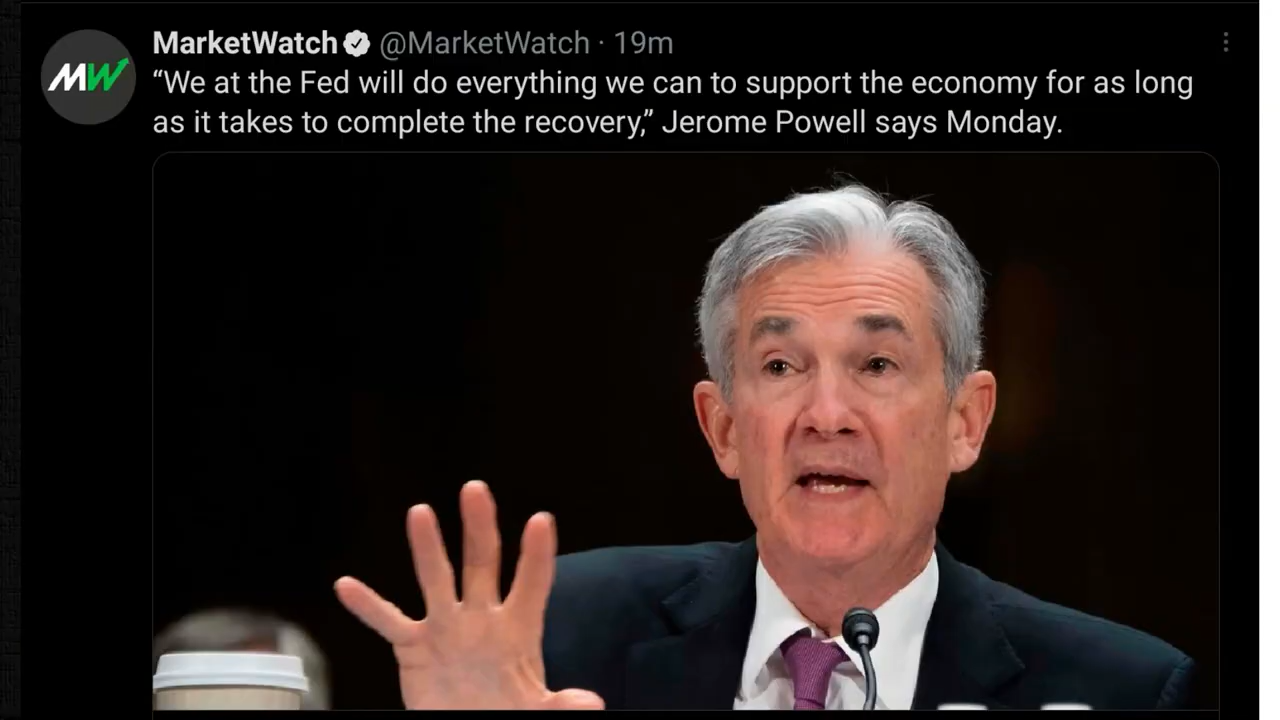 MarketWatch @MarketWatch · 19m
“We at the Fed will do everything we can to support the economy for as long
as it takes to complete the recovery,” Jerome Powell says Monday.
MW